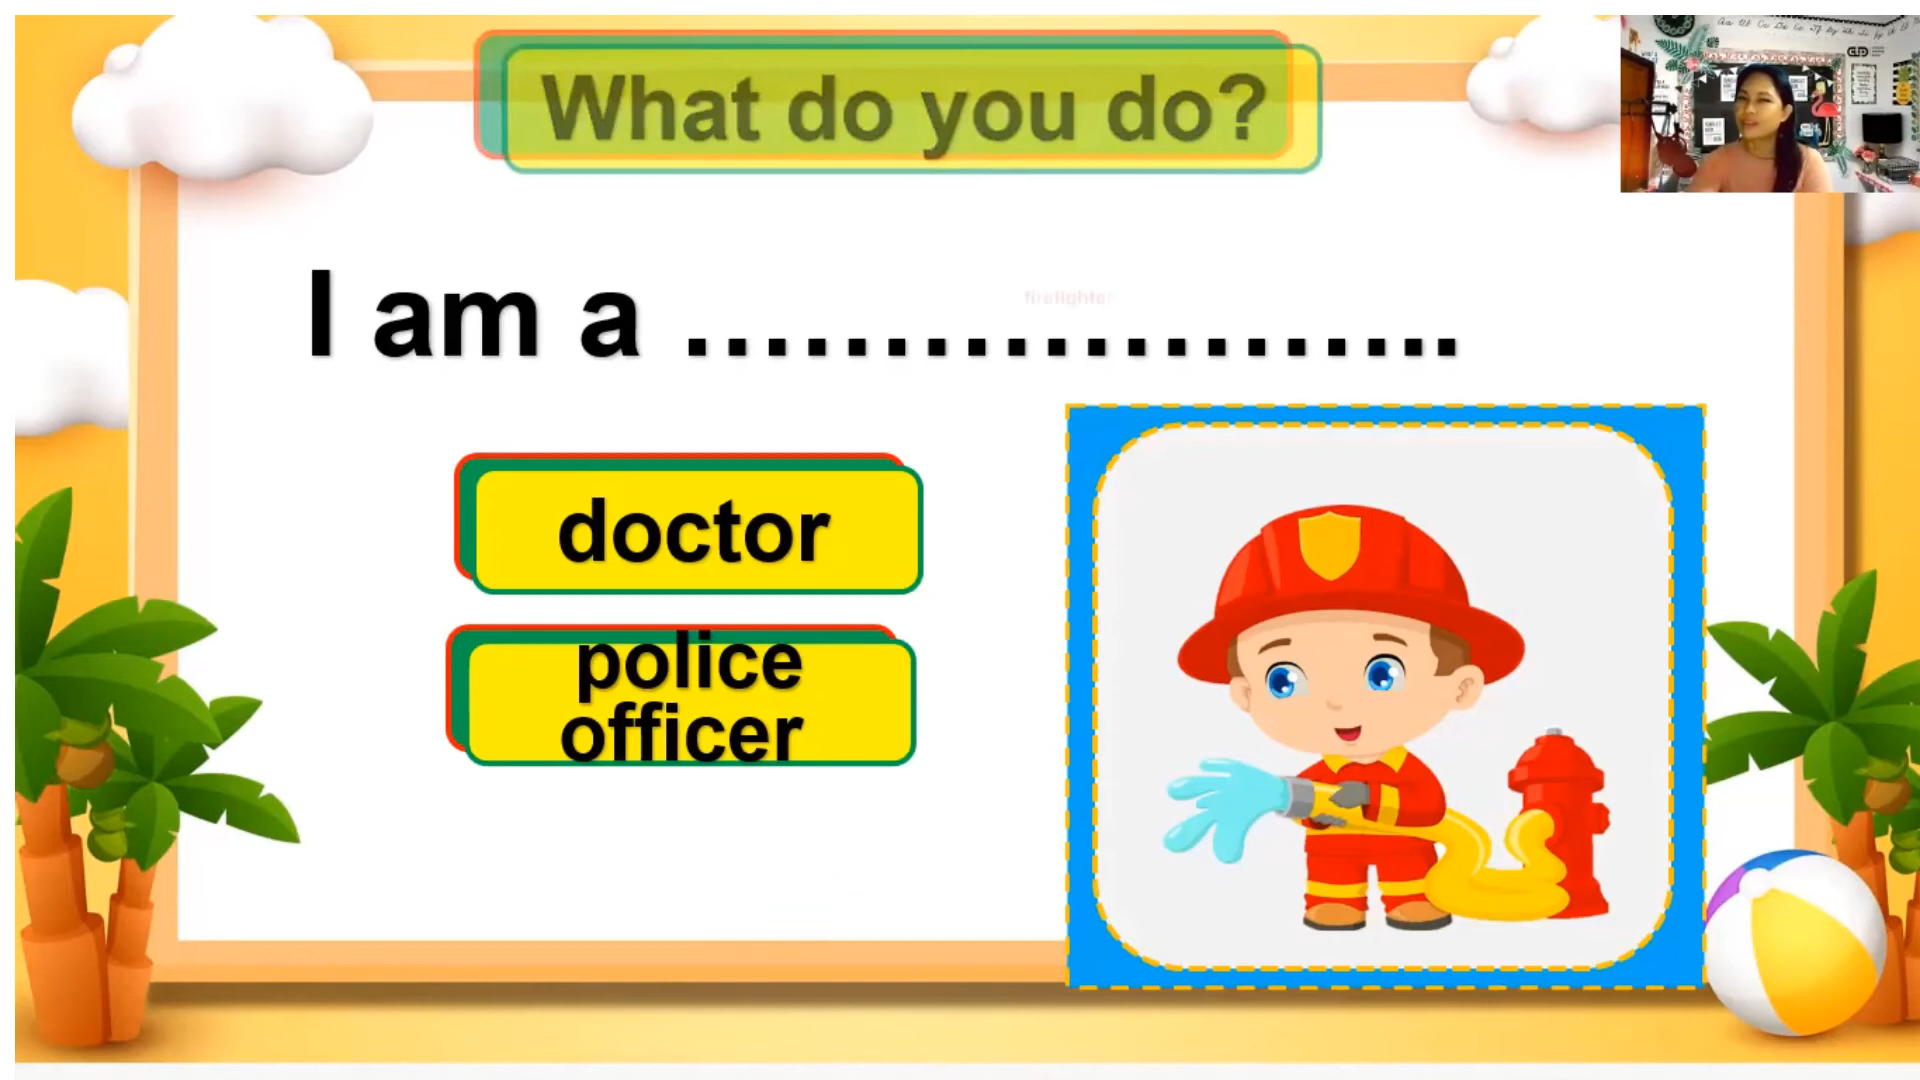 What do you do?
firefighter
I am a ....................
doctor
police
officer